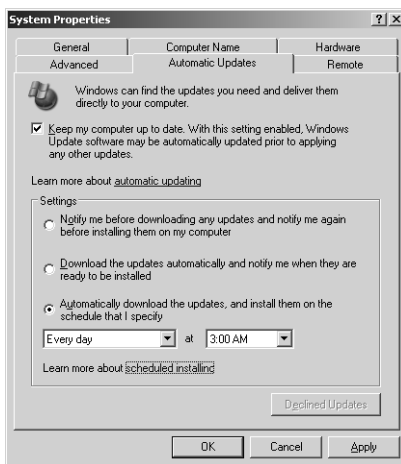 System Properties
General
Computer Name
Hardware
Advanced
Automatic Updates
Remote
Windows can find the updates you need and deliver them
directly to your computer.
Keep my computer up to date. With this setting enabled, Windows
Update software may be automatically updated prior to applying
any other updates.
Learn more about automatic updating
Settings
Notify me before downloading any updates and notify me again
before installing them on my computer
Download the updates automatically and notify me when they are
ready to be installed
Automatically download the updates, and install them on the
schedule that I specify
Every day at 3:00 AM
Learn more about scheduled installing
Declined Updates
OK
Cancel
Apply